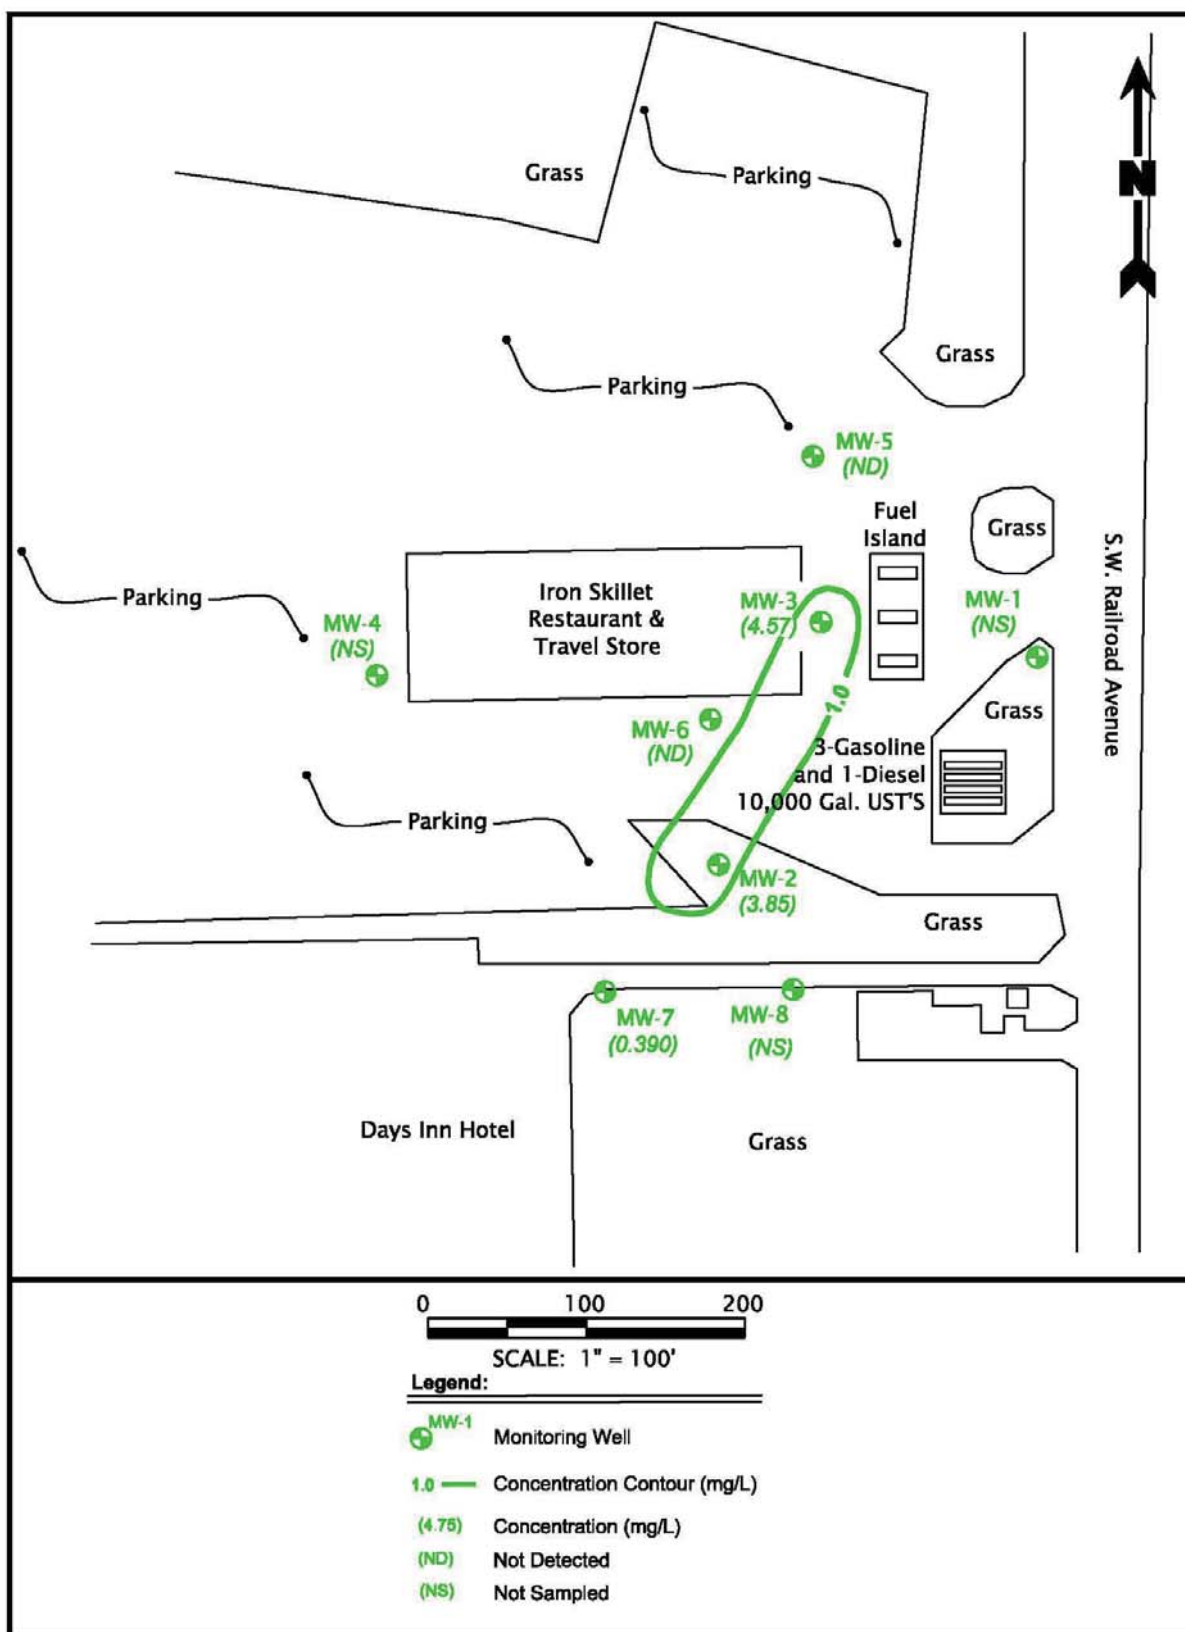 Grass
Parking
N
Grass
Parking
MW-5
(ND)
Fuel
Island
Grass
S.W. Railroad Avenue
Parking
MW-4
(NS)
Iron Skillet
Restaurant &
Travel Store
MW-3
(4.57)
MW-1
(NS)
1.0
Grass
MW-6
(ND)
3-Gasoline
and 1-Diesel
10,000 Gal. UST'S
Parking
MW-2
(3.85)
Grass
MW-7
(0.390)
MW-8
(NS)
Days Inn Hotel
Grass
0 100 200
SCALE: 1" = 100'
Legend:
MW-1
Monitoring Well
1.0 Concentration Contour (mg/L)
(4.75) Concentration (mg/L)
(ND) Not Detected
(NS) Not Sampled